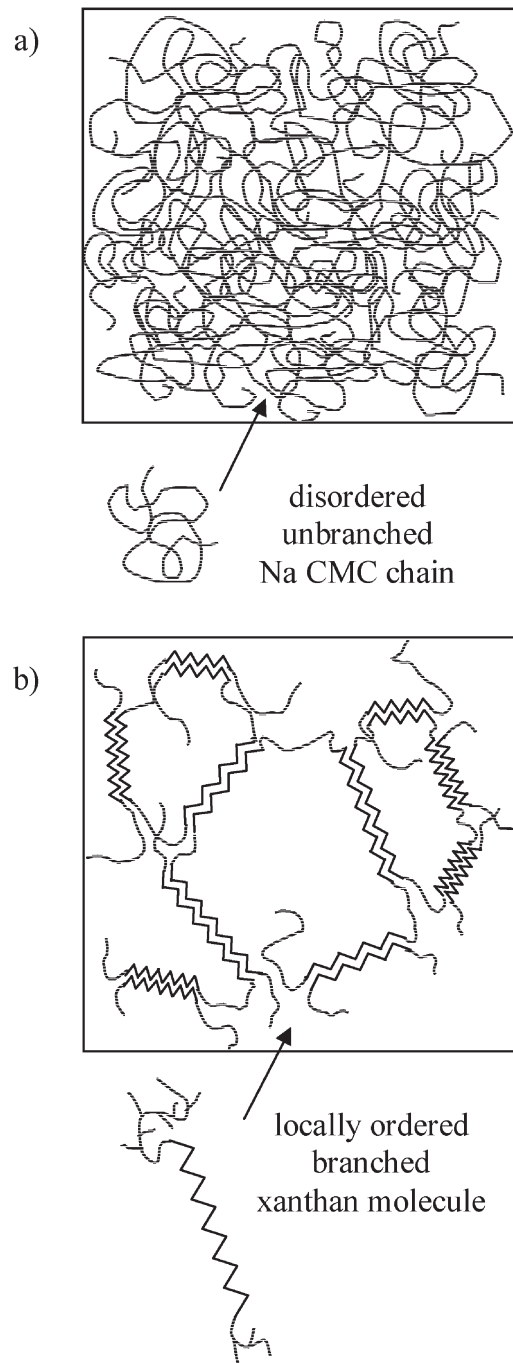 a)
disordered
unbranched
Na CMC chain
b)
locally ordered
branched
xanthan molecule